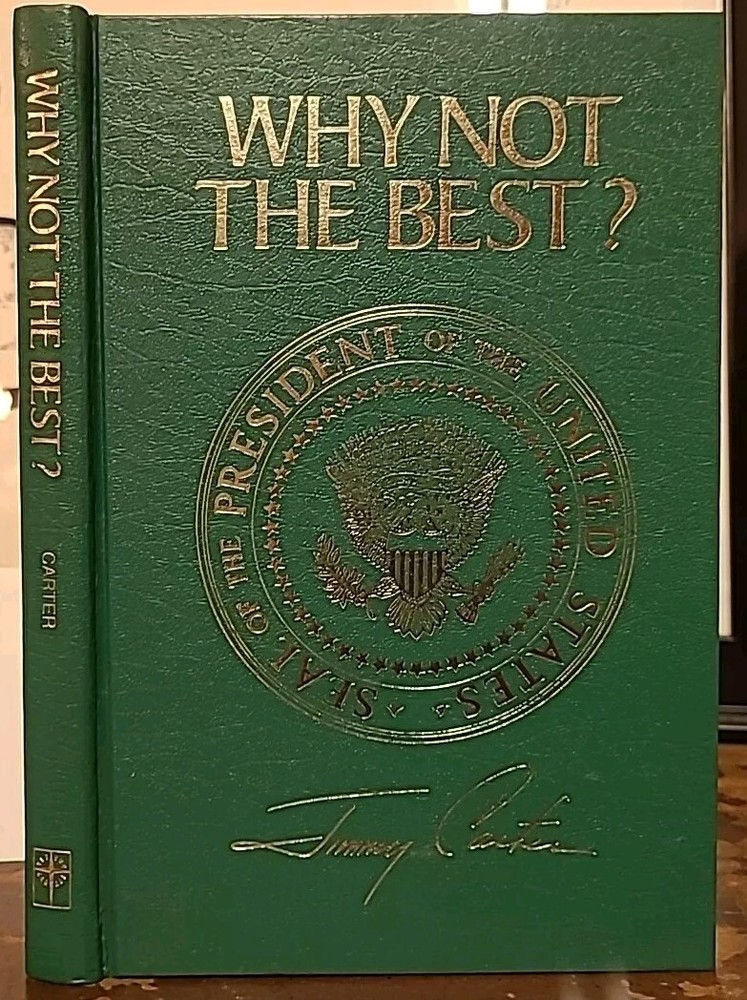 WHY NOT
THE BEST?
SEAL OF THE PRESIDENT OF THE UNITED STATES
Jimmy Carter
WHY NOT THE BEST?
CARTER